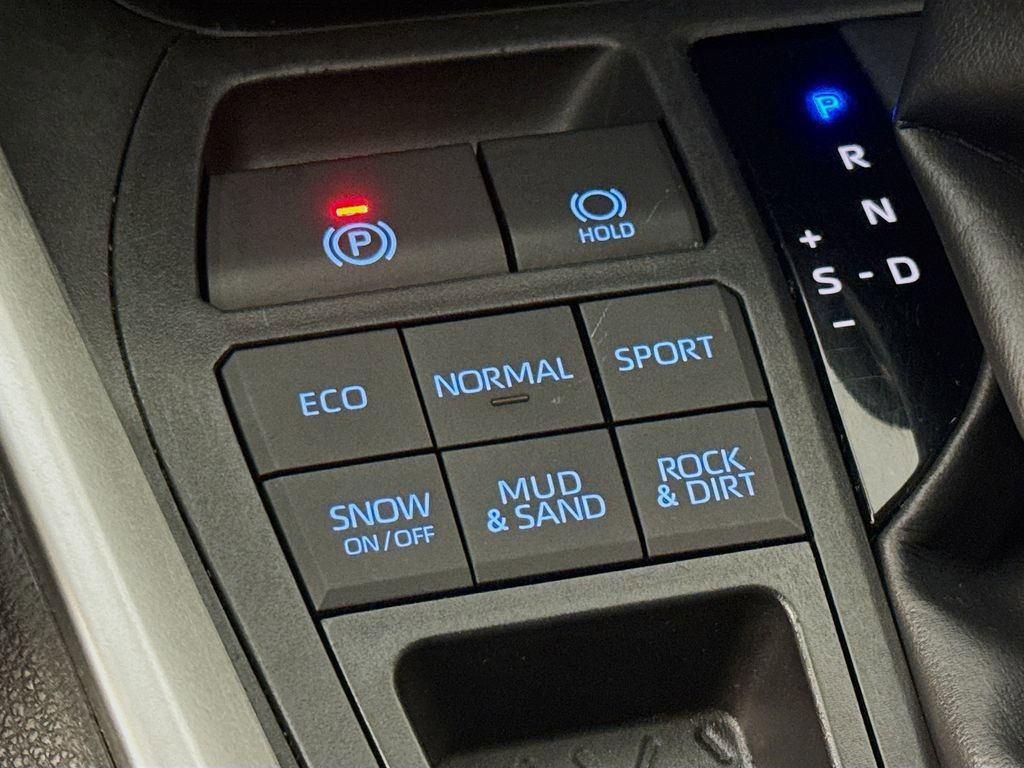 P
HOLD
ECO
NORMAL
SPORT
SNOW
ON/OFF
MUD
& SAND
ROCK
& DIRT
P
R
N
+
S - D
-